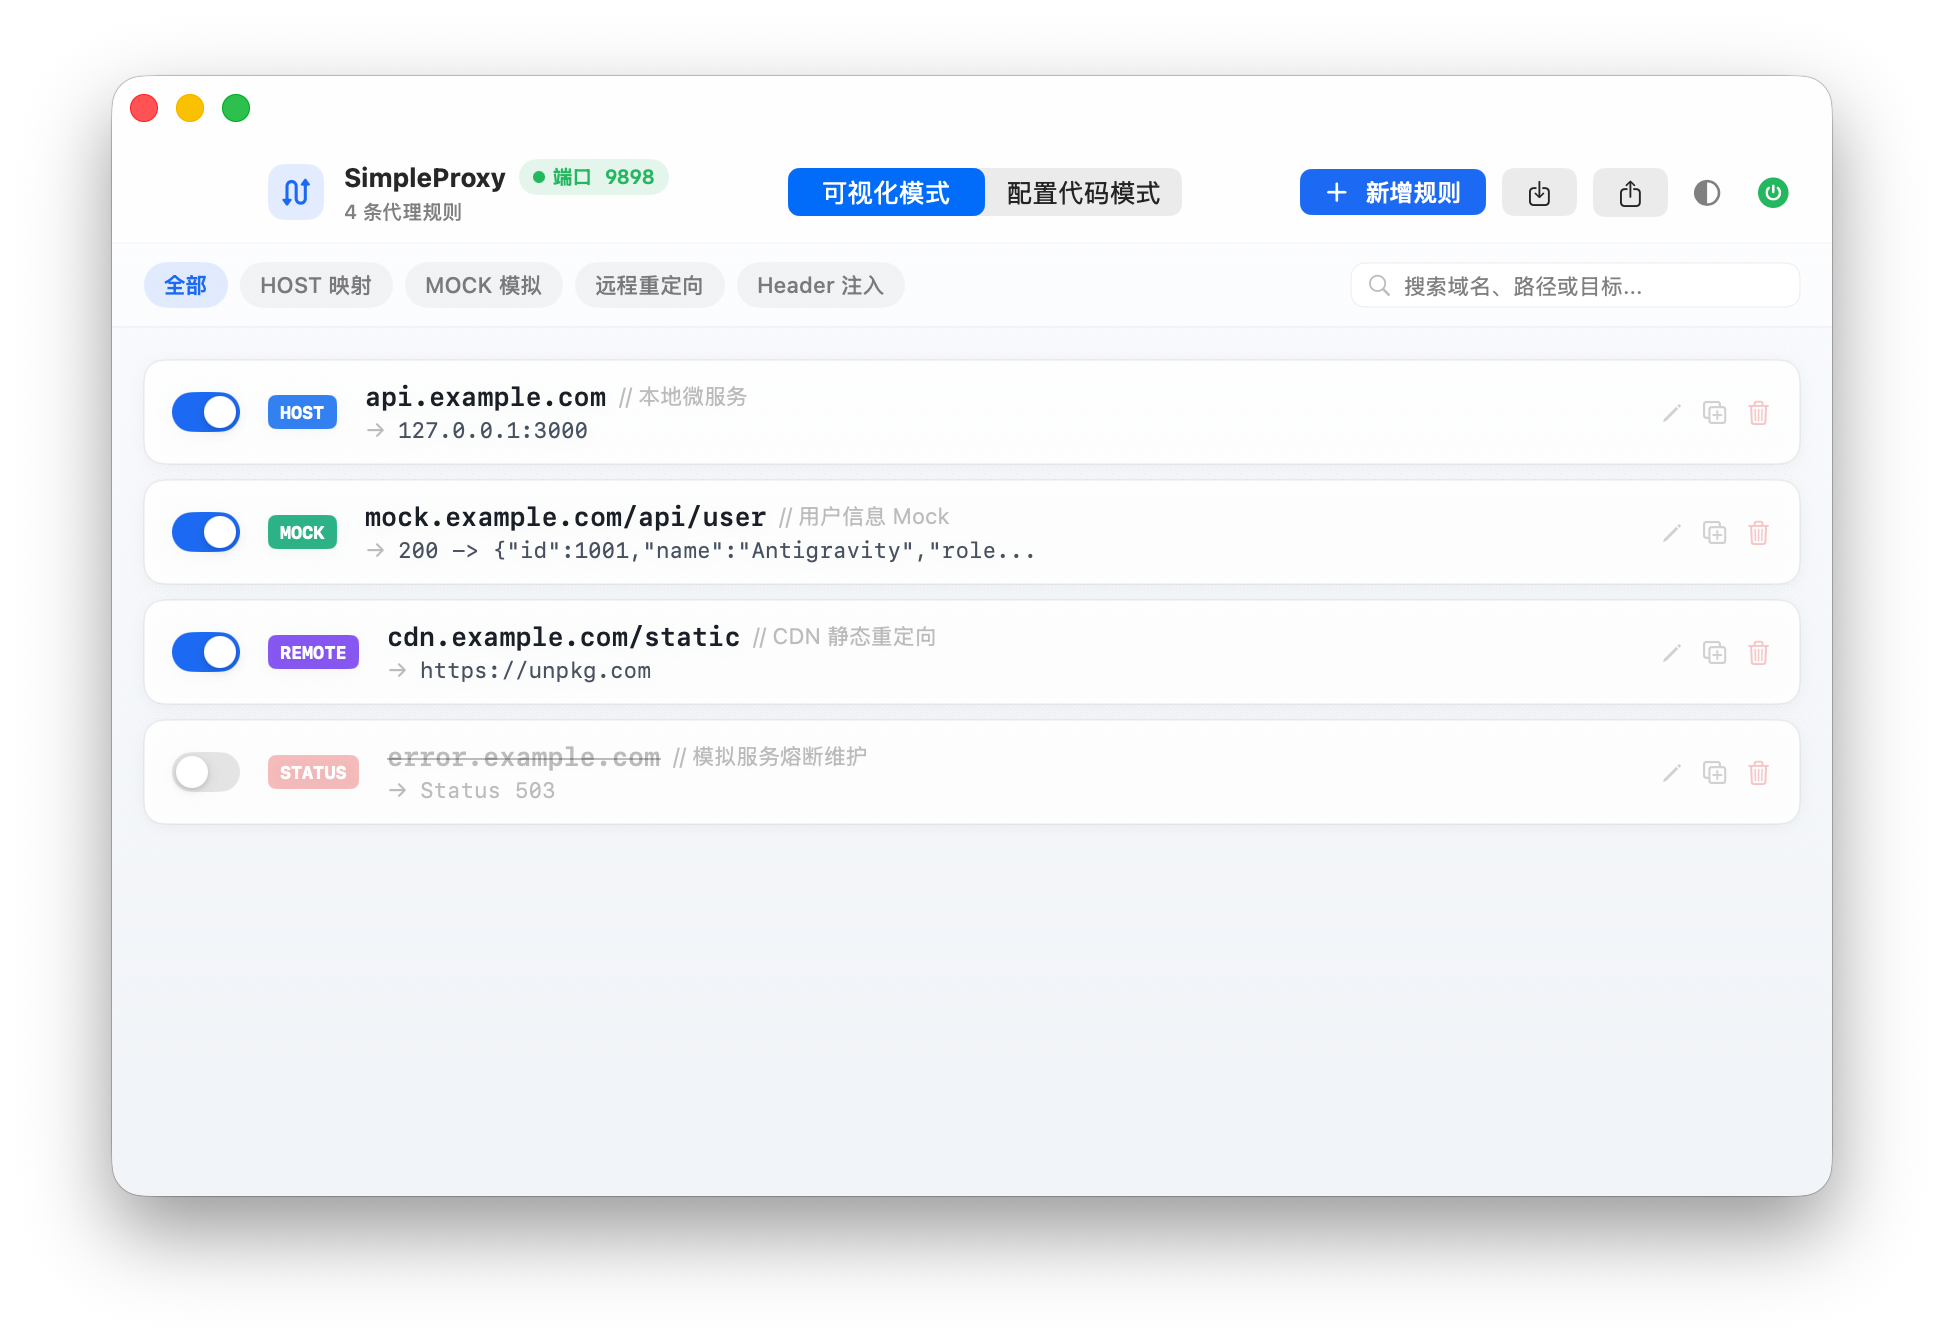 SimpleProxy 端口 9898
4 条代理规则
可视化模式 配置代码模式
新增规则
全部 HOST 映射 MOCK 模拟 远程重定向 Header 注入
搜索域名、路径或目标...
HOST api.example.com // 本地微服务
→ 127.0.0.1:3000
MOCK mock.example.com/api/user // 用户信息 Mock
→ 200 —> {"id":1001,"name":"Antigravity","role...
REMOTE cdn.example.com/static // CDN 静态重定向
→ https://unpkg.com
STATUS error.example.com // 模拟服务熔断维护
→ Status 503